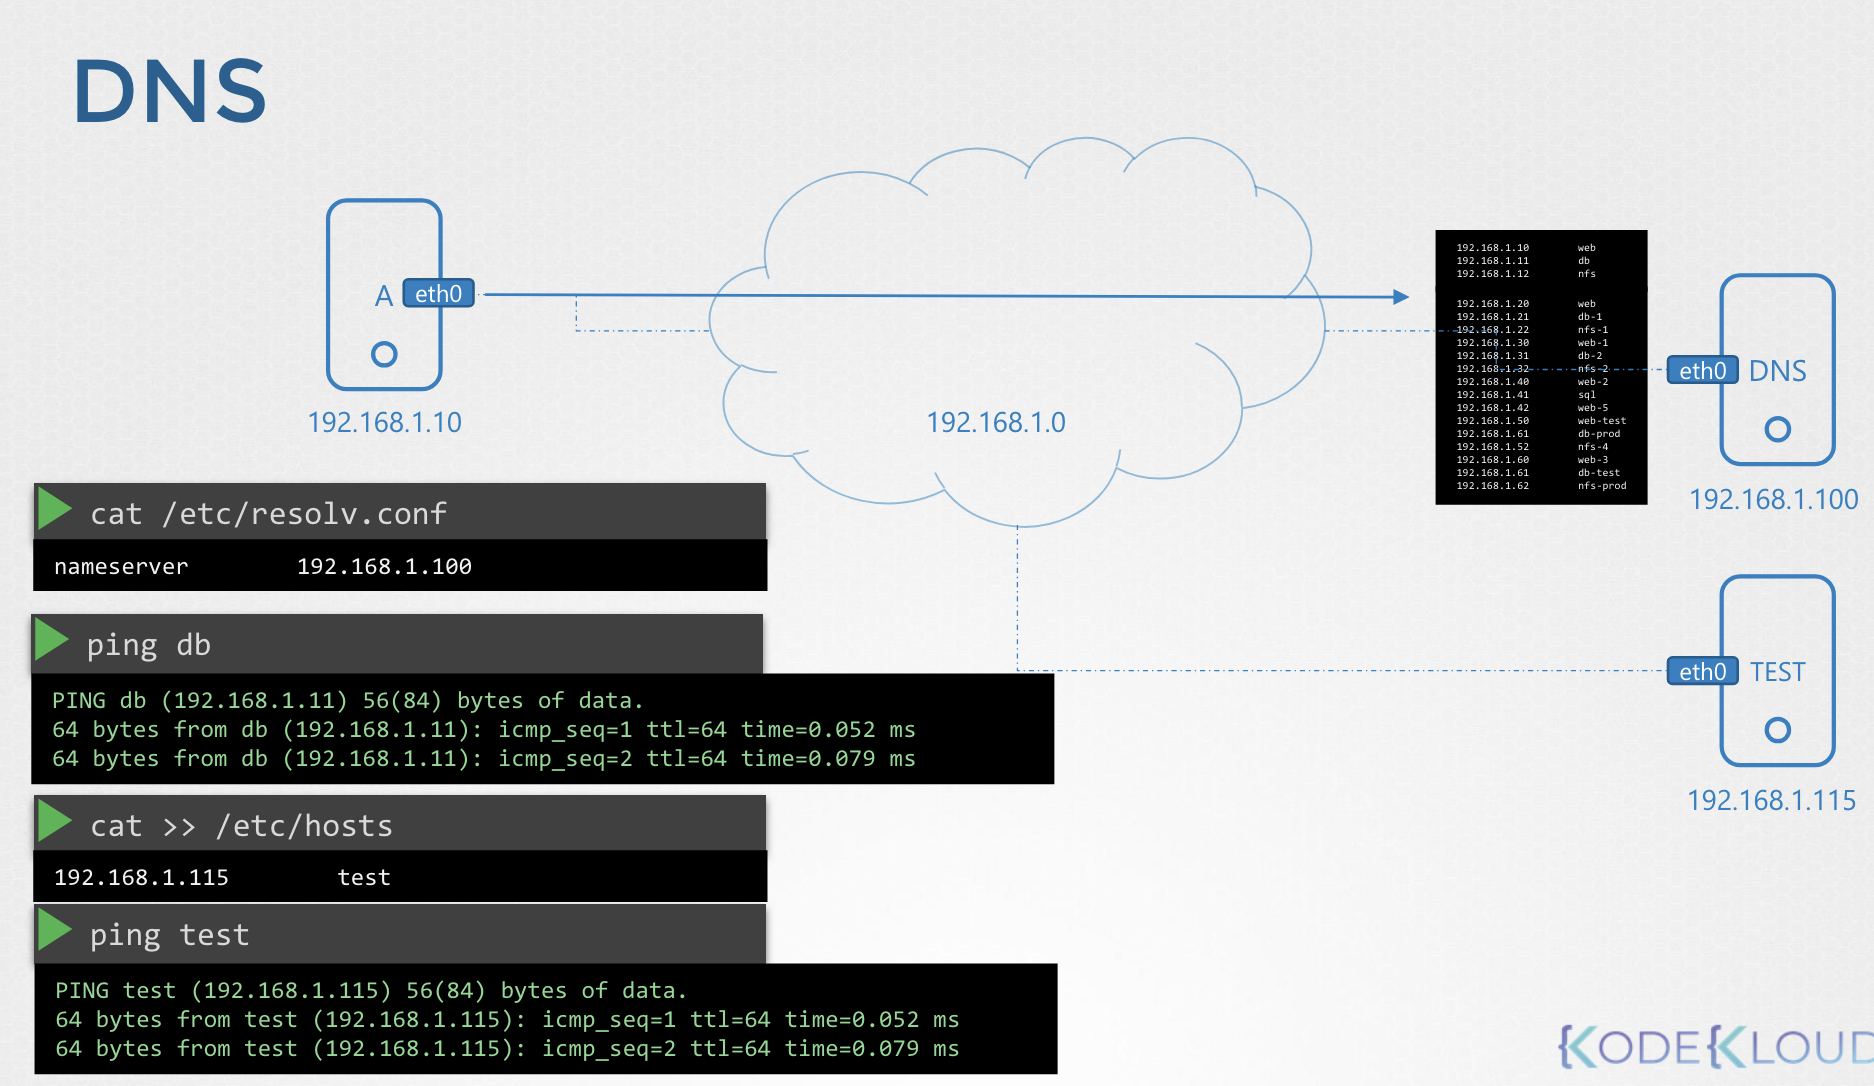 DNS
A
eth0
192.168.1.10
192.168.1.0
192.168.1.10 web
192.168.1.11 db
192.168.1.12 nfs
192.168.1.20 web
192.168.1.21 db-1
192.168.1.22 nfs-1
192.168.1.30 web-1
192.168.1.31 db-2
192.168.1.32 nfs-2
192.168.1.40 web-2
192.168.1.41 sql
192.168.1.42 web-5
192.168.1.50 web-test
192.168.1.61 db-prod
192.168.1.52 nfs-4
192.168.1.60 web-3
192.168.1.61 db-test
192.168.1.62 nfs-prod
eth0
DNS
192.168.1.100
cat /etc/resolv.conf
nameserver 192.168.1.100
ping db
PING db (192.168.1.11) 56(84) bytes of data.
64 bytes from db (192.168.1.11): icmp_seq=1 ttl=64 time=0.052 ms
64 bytes from db (192.168.1.11): icmp_seq=2 ttl=64 time=0.079 ms
eth0
TEST
192.168.1.115
cat >> /etc/hosts
192.168.1.115 test
ping test
PING test (192.168.1.115) 56(84) bytes of data.
64 bytes from test (192.168.1.115): icmp_seq=1 ttl=64 time=0.052 ms
64 bytes from test (192.168.1.115): icmp_seq=2 ttl=64 time=0.079 ms
{KODE{KLOUD